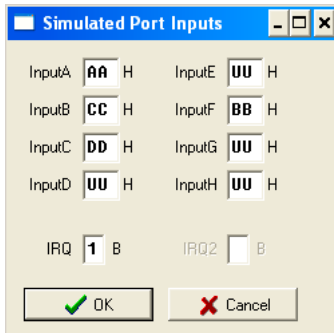 Simulated Port Inputs
InputA AA H InputE UU H
InputB CC H InputF BB H
InputC DD H InputG UU H
InputD UU H InputH UU H
IRQ 1 B IRQ2 B
OK Cancel